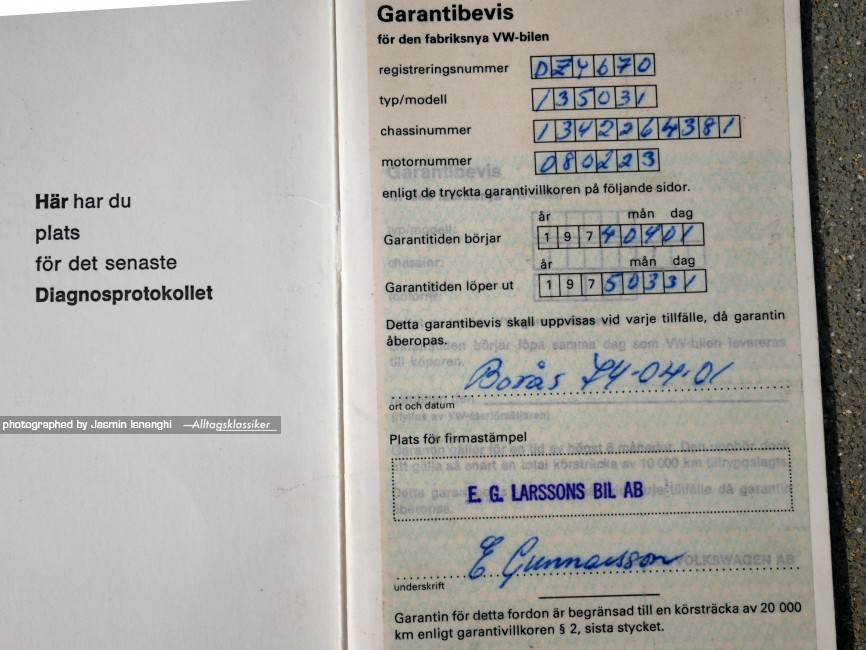 Här har du
plats
för det senaste
Diagnosprotokollet
photographed by Jasmin Isnenghi —Alltagsklassiker
Garantibevis
för den fabriksnya VW-bilen
registreringsnummer DZY670
typ/modell 135031
chassinummer 1342264381
motornummer 080223
enligt de tryckta garantivillkoren på följande sidor.
år mån dag
Garantitiden börjar 19740401
år mån dag
Garantitiden löper ut 19750331
Detta garantibevis skall uppvisas vid varje tillfälle, då garantin
åberopas.
Borås 74-04-01
ort och datum
Plats för firmastämpel
E. G. LARSSONS BIL AB
E Gunnarsson
underskrift
Garantin för detta fordon är begränsad till en körsträcka av 20 000
km enligt garantivillkoren § 2, sista stycket.